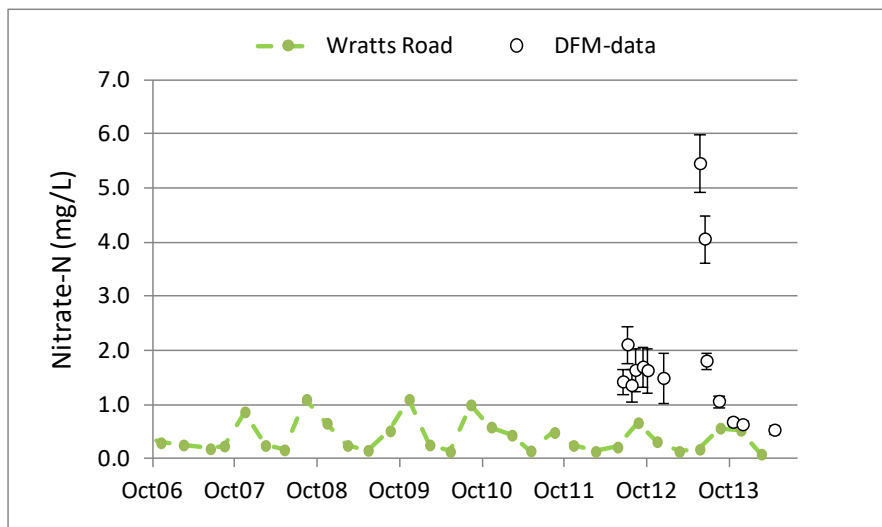 Wratts Road DFM-data
7.0
6.0
5.0
4.0
3.0
2.0
1.0
0.0
Nitrate-N (mg/L)
Oct06 Oct07 Oct08 Oct09 Oct10 Oct11 Oct12 Oct13